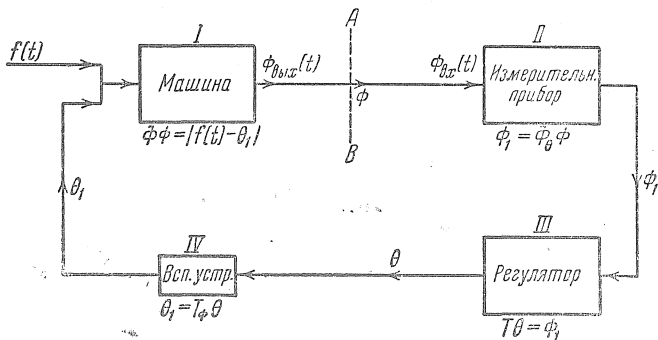 I
f(t)
Машина
Φ̈φ=|f(t)-θ₁|
ϕвых(t)
A
ϕ
B
ϕвх(t)
II
Измерительн.
прибор
ϕ₁=Φθϕ
ϕ₁
III
Регулятор
Tθ=ϕ₁
θ
IV
Всп. устр.
θ₁=Tϕθ
θ₁